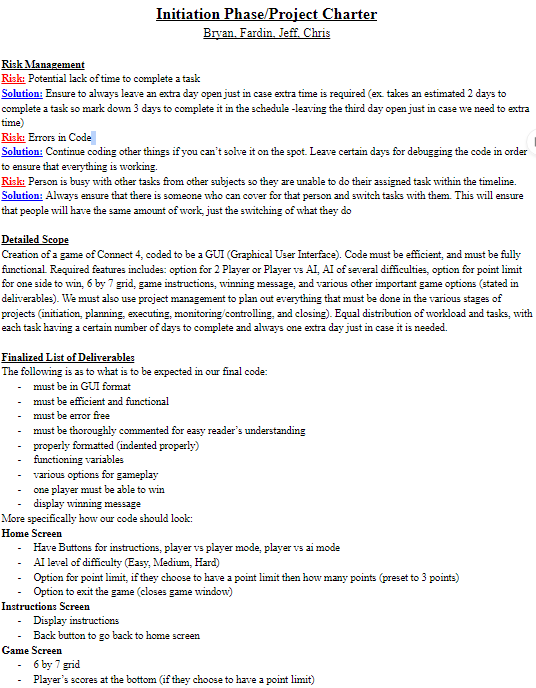 Initiation Phase/Project Charter
Bryan, Fardin, Jeff, Chris
Risk Management
Risk: Potential lack of time to complete a task
Solution: Ensure to always leave an extra day open just in case extra time is required (ex. takes an estimated 2 days to
complete a task so mark down 3 days to complete it in the schedule -leaving the third day open just in case we need to extra
time)
Risk: Errors in Code
Solution: Continue coding other things if you can't solve it on the spot. Leave certain days for debugging the code in order
to ensure that everything is working.
Risk: Person is busy with other tasks from other subjects so they are unable to do their assigned task within the timeline.
Solution: Always ensure that there is someone who can cover for that person and switch tasks with them. This will ensure
that people will have the same amount of work, just the switching of what they do
Detailed Scope
Creation of a game of Connect 4, coded to be a GUI (Graphical User Interface). Code must be efficient, and must be fully
functional. Required features includes: option for 2 Player or Player vs AI, AI of several difficulties, option for point limit
for one side to win, 6 by 7 grid, game instructions, winning message, and various other important game options (stated in
deliverables). We must also use project management to plan out everything that must be done in the various stages of
projects (initiation, planning, executing, monitoring/controlling, and closing). Equal distribution of workload and tasks, with
each task having a certain number of days to complete and always one extra day just in case it is needed.
Finalized List of Deliverables
The following is as to what is to be expected in our final code:
- must be in GUI format
- must be efficient and functional
- must be error free
- must be thoroughly commented for easy reader's understanding
- properly formatted (indented properly)
- functioning variables
- various options for gameplay
- one player must be able to win
- display winning message
More specifically how our code should look:
Home Screen
- Have Buttons for instructions, player vs player mode, player vs ai mode
- AI level of difficulty (Easy, Medium, Hard)
- Option for point limit, if they choose to have a point limit then how many points (preset to 3 points)
- Option to exit the game (closes game window)
Instructions Screen
- Display instructions
- Back button to go back to home screen
Game Screen
- 6 by 7 grid
- Player's scores at the bottom (if they choose to have a point limit)